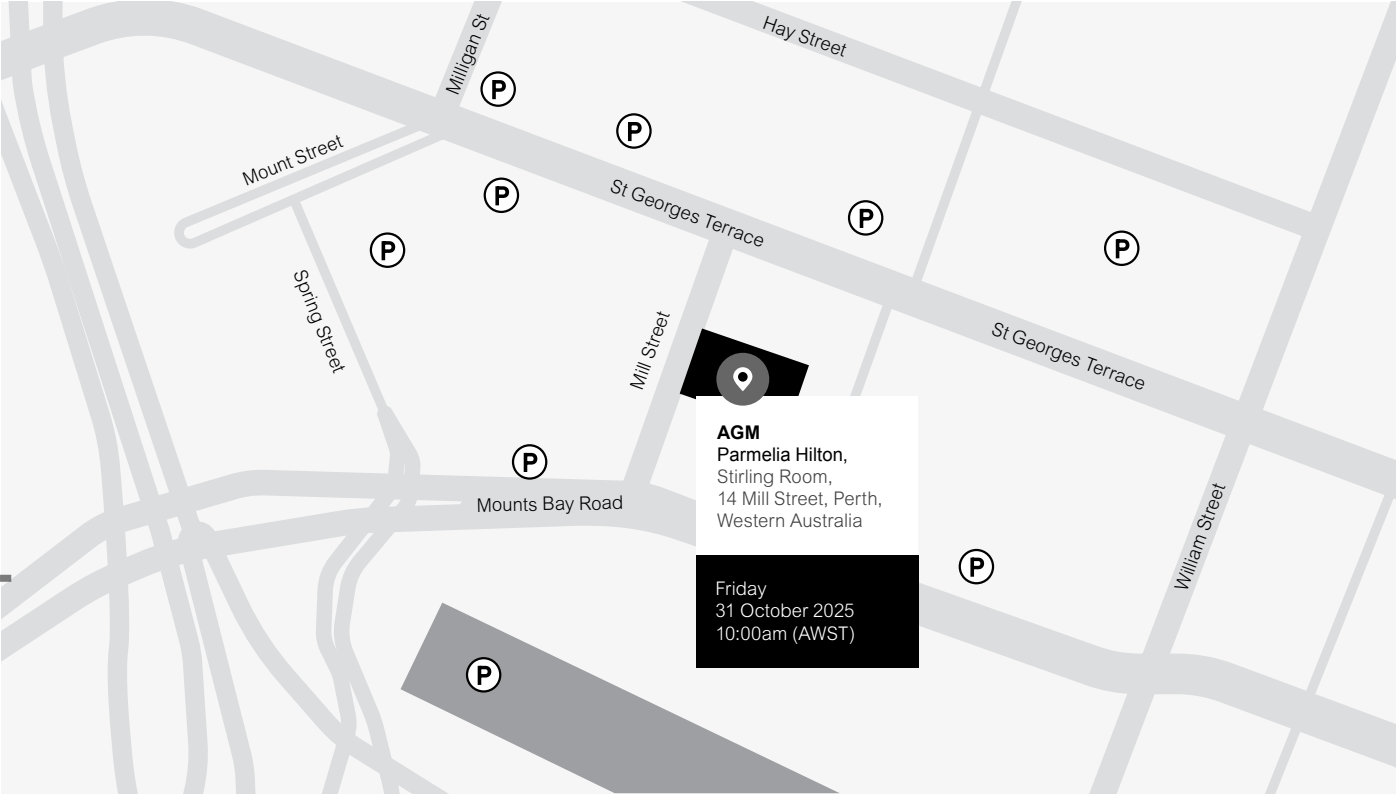 Hay Street
Milligan St
P
P
Mount Street
P
St Georges Terrace
P
P
P
Spring Street
Mill Street
St Georges Terrace
AGM
Parmelia Hilton,
Stirling Room,
14 Mill Street, Perth,
Western Australia
P
Mounts Bay Road
William Street
P
Friday
31 October 2025
10:00am (AWST)
P